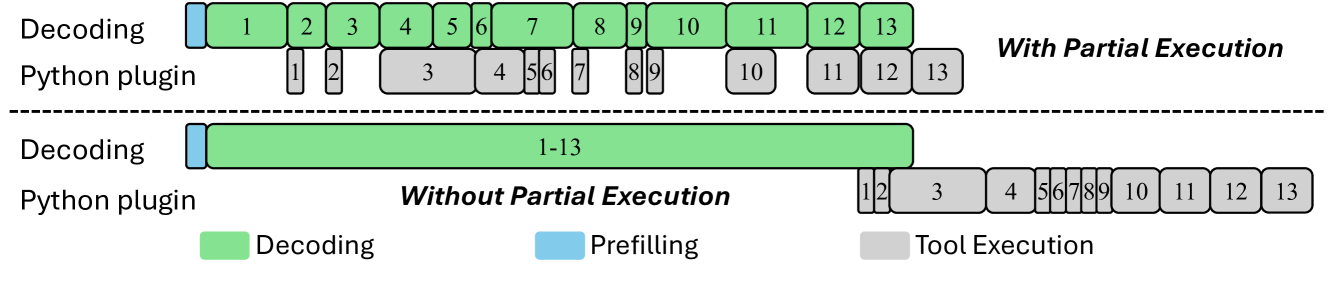 Decoding 1 2 3 4 5 6 7 8 9 10 11 12 13
Python plugin 1 2 3 4 5 6 7 8 9 10 11 12 13
With Partial Execution
Decoding 1-13
Python plugin 1 2 3 4 5 6 7 8 9 10 11 12 13
Without Partial Execution
Decoding Prefilling Tool Execution